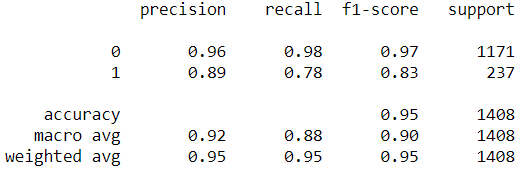 precision recall f1-score support
0 0.96 0.98 0.97 1171
1 0.89 0.78 0.83 237
accuracy 0.95 1408
macro avg 0.92 0.88 0.90 1408
weighted avg 0.95 0.95 0.95 1408